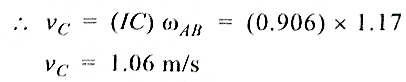 ∴ v_C = (IC) ω_AB = (0.906) × 1.17
v_C = 1.06 m/s